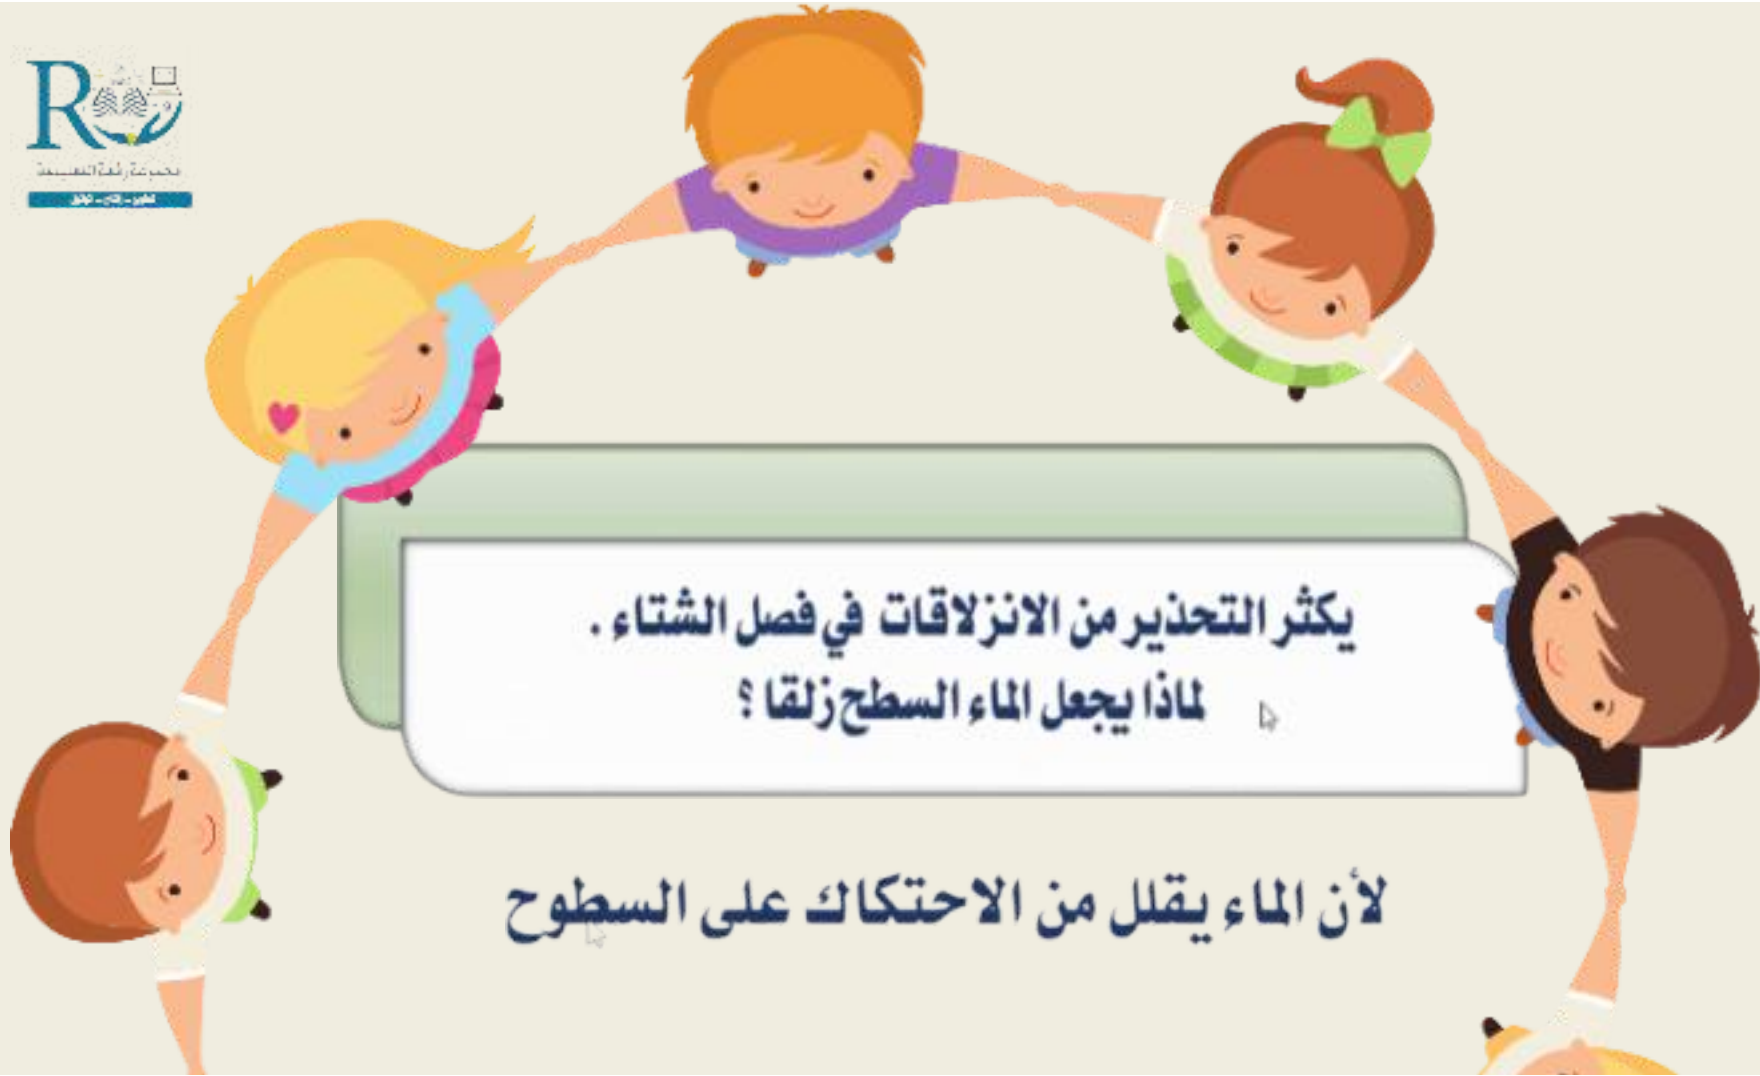 R
يكثر التحذير من الانزلاقات في فصل الشتاء .
لماذا يجعل الماء السطح زلقا ؟
لأن الماء يقلل من الاحتكاك على السطوح